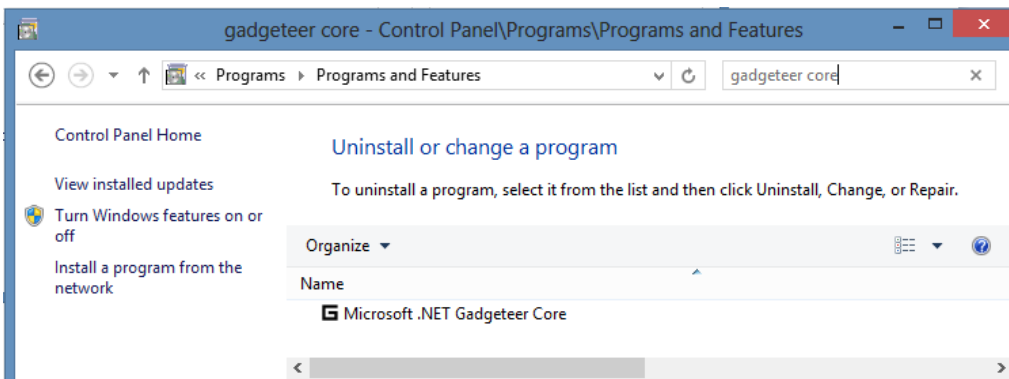 gadgeteer core - Control Panel\Programs\Programs and Features
« Programs Programs and Features
gadgeteer core
Control Panel Home
View installed updates
Turn Windows features on or
off
Install a program from the
network
Uninstall or change a program
To uninstall a program, select it from the list and then click Uninstall, Change, or Repair.
Organize
Name
Microsoft .NET Gadgeteer Core